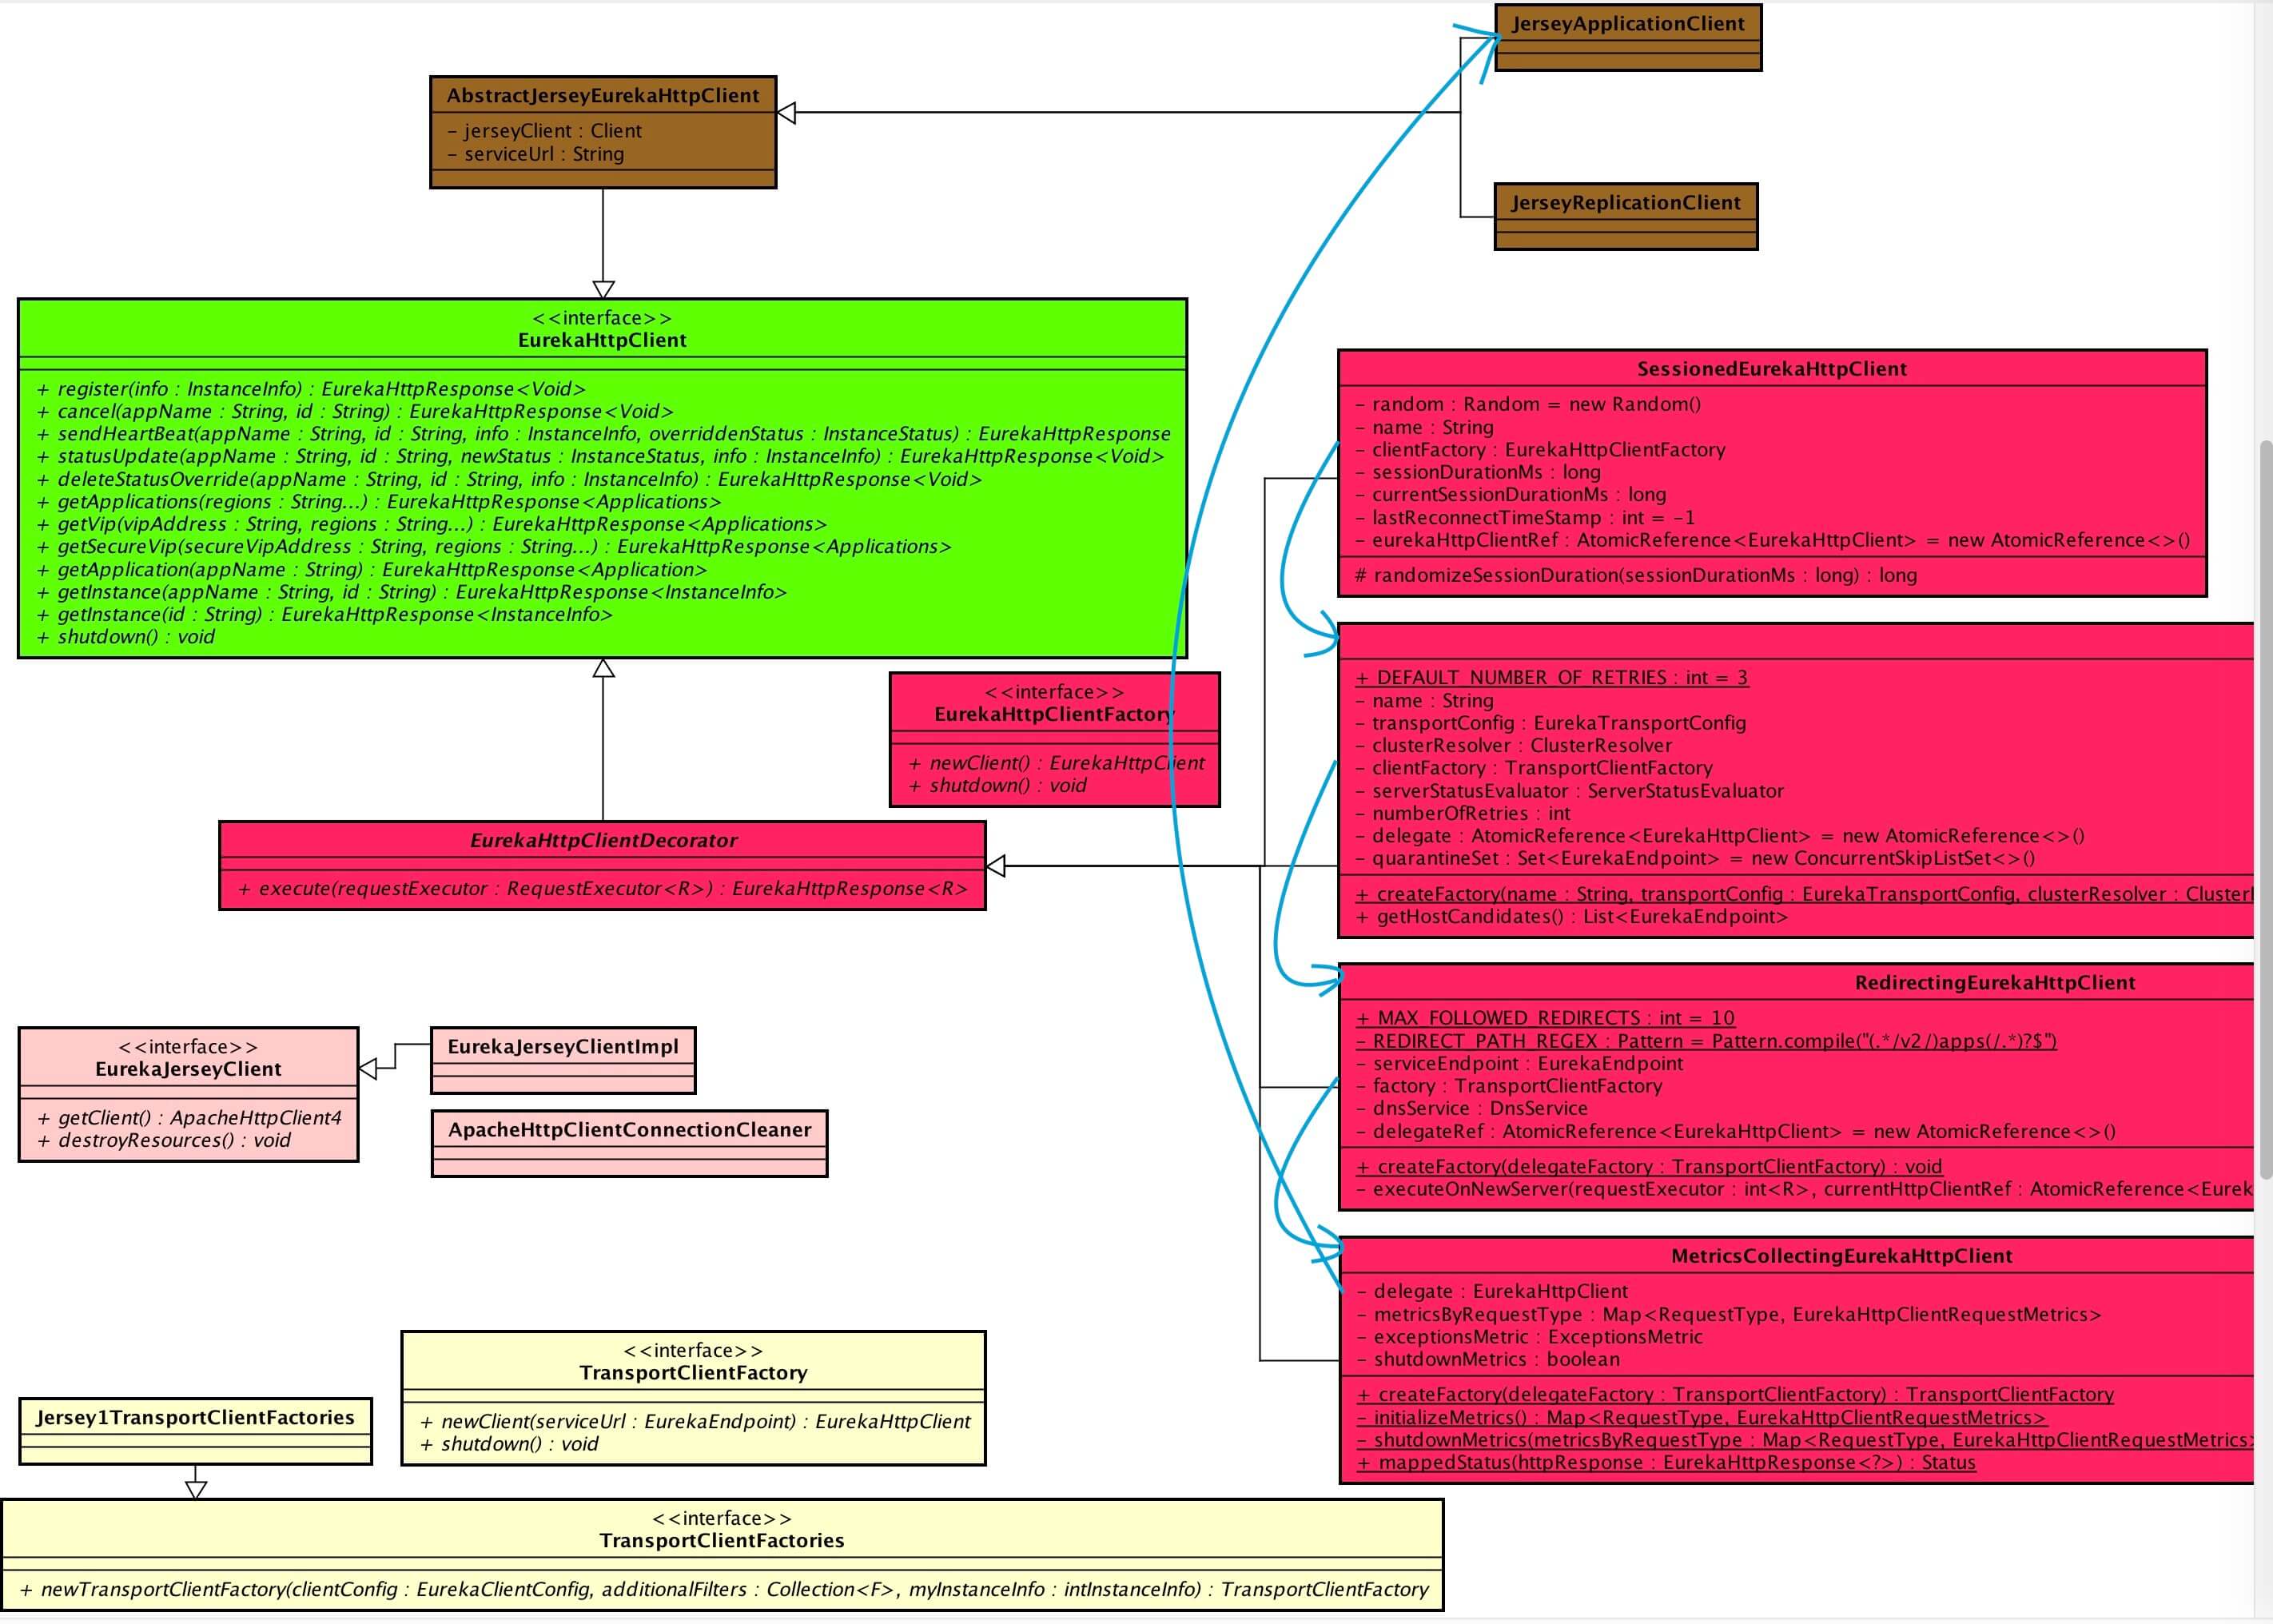 JerseyApplicationClient
AbstractJerseyEurekaHttpClient
- jerseyClient : Client
- serviceUrl : String
JerseyReplicationClient
<<interface>>
EurekaHttpClient
+ register(info : InstanceInfo) : EurekaHttpResponse<Void>
+ cancel(appName : String, id : String) : EurekaHttpResponse<Void>
+ sendHeartBeat(appName : String, id : String, info : InstanceInfo, overriddenStatus : InstanceStatus) : EurekaHttpResponse
+ statusUpdate(appName : String, id : String, newStatus : InstanceStatus, info : InstanceInfo) : EurekaHttpResponse<Void>
+ deleteStatusOverride(appName : String, id : String, info : InstanceInfo) : EurekaHttpResponse<Void>
+ getApplications(regions : String...) : EurekaHttpResponse<Applications>
+ getVip(vipAddress : String, regions : String...) : EurekaHttpResponse<Applications>
+ getSecureVip(secureVipAddress : String, regions : String...) : EurekaHttpResponse<Applications>
+ getApplication(appName : String) : EurekaHttpResponse<Application>
+ getInstance(appName : String, id : String) : EurekaHttpResponse<InstanceInfo>
+ getInstance(id : String) : EurekaHttpResponse<InstanceInfo>
+ shutdown() : void
SessionedEurekaHttpClient
- random : Random = new Random()
- name : String
- clientFactory : EurekaHttpClientFactory
- sessionDurationMs : long
- currentSessionDurationMs : long
- lastReconnectTimeStamp : int = -1
- eurekaHttpClientRef : AtomicReference<EurekaHttpClient> = new AtomicReference<>()
# randomizeSessionDuration(sessionDurationMs : long) : long
<<interface>>
EurekaHttpClientFactory
+ newClient() : EurekaHttpClient
+ shutdown() : void
+ DEFAULT_NUMBER_OF_RETRIES : int = 3
- name : String
- transportConfig : EurekaTransportConfig
- clusterResolver : ClusterResolver
- clientFactory : TransportClientFactory
- serverStatusEvaluator : ServerStatusEvaluator
- numberOfRetries : int
- delegate : AtomicReference<EurekaHttpClient> = new AtomicReference<>()
- quarantineSet : Set<EurekaEndpoint> = new ConcurrentSkipListSet<>()
+ createFactory(name : String, transportConfig : EurekaTransportConfig, clusterResolver : Cluster
+ getHostCandidates() : List<EurekaEndpoint>
EurekaHttpClientDecorator
+ execute(requestExecutor : RequestExecutor<R>) : EurekaHttpResponse<R>
RedirectingEurekaHttpClient
+ MAX_FOLLOWED_REDIRECTS : int = 10
- REDIRECT_PATH_REGEX : Pattern = Pattern.compile("(.*/v2/)apps(/.*)?$")
- serviceEndpoint : EurekaEndpoint
- factory : TransportClientFactory
- dnsService : DnsService
- delegateRef : AtomicReference<EurekaHttpClient> = new AtomicReference<>()
+ createFactory(delegateFactory : TransportClientFactory) : void
- executeOnNewServer(requestExecutor : int<R>, currentHttpClientRef : AtomicReference<Eurek
<<interface>>
EurekaJerseyClient
+ getClient() : ApacheHttpClient4
+ destroyResources() : void
EurekaJerseyClientImpl
ApacheHttpClientConnectionCleaner
MetricsCollectingEurekaHttpClient
- delegate : EurekaHttpClient
- metricsByRequestType : Map<RequestType, EurekaHttpClientRequestMetrics>
- exceptionsMetric : ExceptionsMetric
- shutdownMetrics : boolean
+ createFactory(delegateFactory : TransportClientFactory) : TransportClientFactory
- initializeMetrics() : Map<RequestType, EurekaHttpClientRequestMetrics>
- shutdownMetrics(metricsByRequestType : Map<RequestType, EurekaHttpClientRequestMetrics>
+ mappedStatus(httpResponse : EurekaHttpResponse<?>) : Status
<<interface>>
TransportClientFactory
+ newClient(serviceUrl : EurekaEndpoint) : EurekaHttpClient
+ shutdown() : void
Jersey1TransportClientFactories
<<interface>>
TransportClientFactories
+ newTransportClientFactory(clientConfig : EurekaClientConfig, additionalFilters : Collection<F>, myInstanceInfo : intInstanceInfo) : TransportClientFactory